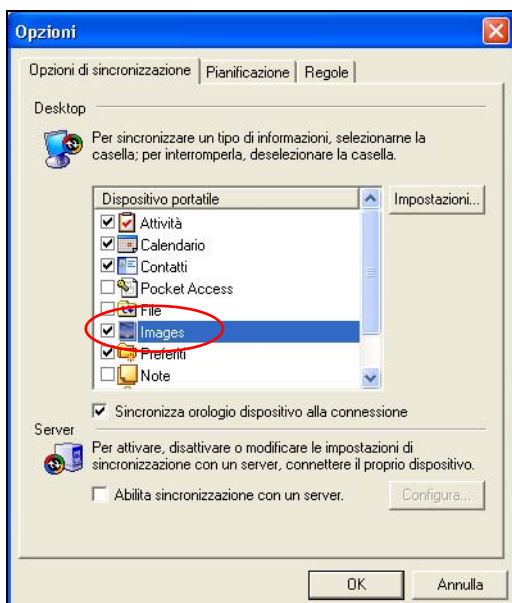 Opzioni
Opzioni di sincronizzazione Pianificazione Regole
Desktop
Per sincronizzare un tipo di informazioni, selezionarne la
casella; per interromperla, deselezionare la casella.
Dispositivo portatile Impostazioni...
Attività
Calendario
Contatti
Pocket Access
File
Images
Preferiti
Note
Sincronizza orologio dispositivo alla connessione
Server
Per attivare, disattivare o modificare le impostazioni di
sincronizzazione con un server, connettere il proprio dispositivo.
Abilita sincronizzazione con un server. Configura...
OK Annulla